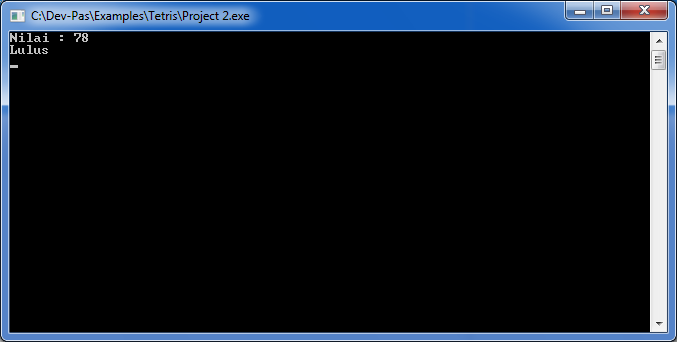 C:\Dev-Pas\Examples\Tetris\Project 2.exe
Nilai : 78
Lulus